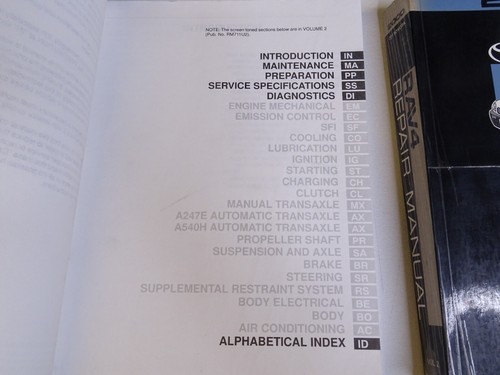 NOTE: The screen toned sections below are in VOLUME 2
INTRODUCTION IN
MAINTENANCE MA
PREPARATION PP
SERVICE SPECIFICATIONS SS
DIAGNOSTICS DI
ENGINE MECHANICAL EM
EMISSION CONTROL EC
SFI SF
COOLING CO
LUBRICATION LU
IGNITION IG
STARTING ST
CHARGING CH
CLUTCH CL
MANUAL TRANSAXLE MX
A247E AUTOMATIC TRANSAXLE AX
A540H AUTOMATIC TRANSAXLE AX
PROPELLER SHAFT PR
SUSPENSION AND AXLE SA
BRAKE BR
STEERING SR
SUPPLEMENTAL RESTRAINT SYSTEM RS
BODY ELECTRICAL BE
BODY BO
AIR CONDITIONING AC
ALPHABETICAL INDEX ID
RAV4
REPAIR MANUAL